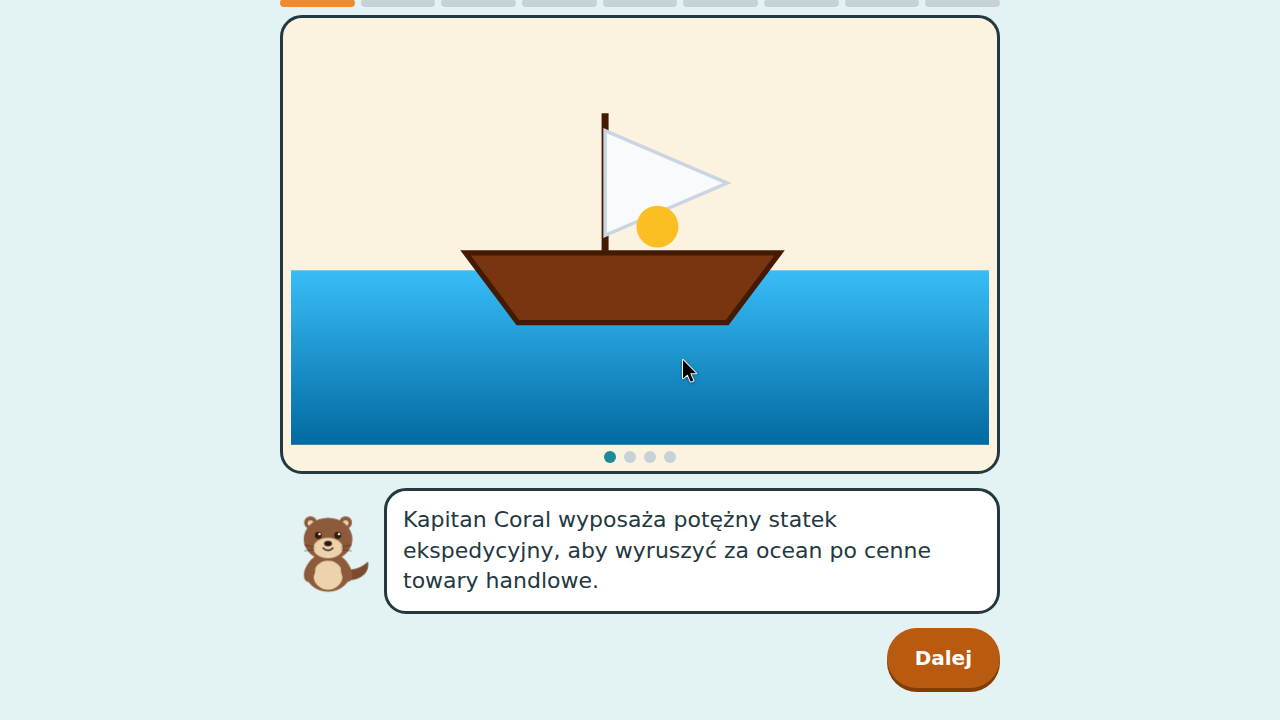 Kapitan Coral wyposaża potężny statek
ekspedycyjny, aby wyruszyć za ocean po cenne
towary handlowe.
Dalej